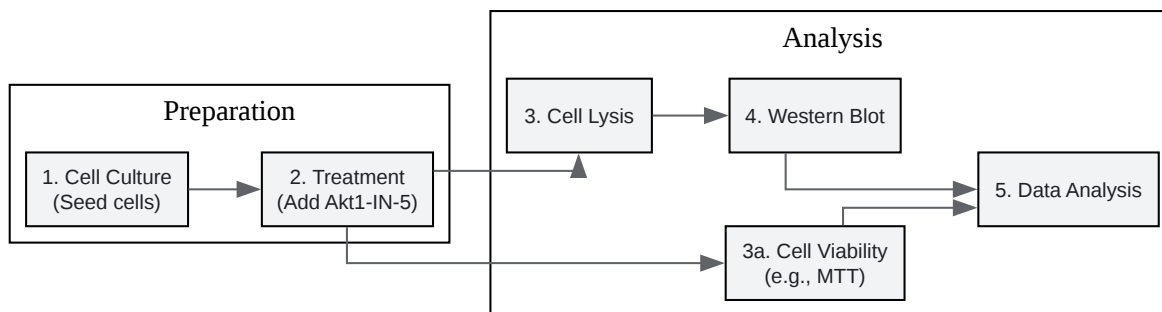 Preparation
1. Cell Culture
(Seed cells)
2. Treatment
(Add Akt1-IN-5)
Analysis
3. Cell Lysis
4. Western Blot
3a. Cell Viability
(e.g., MTT)
5. Data Analysis